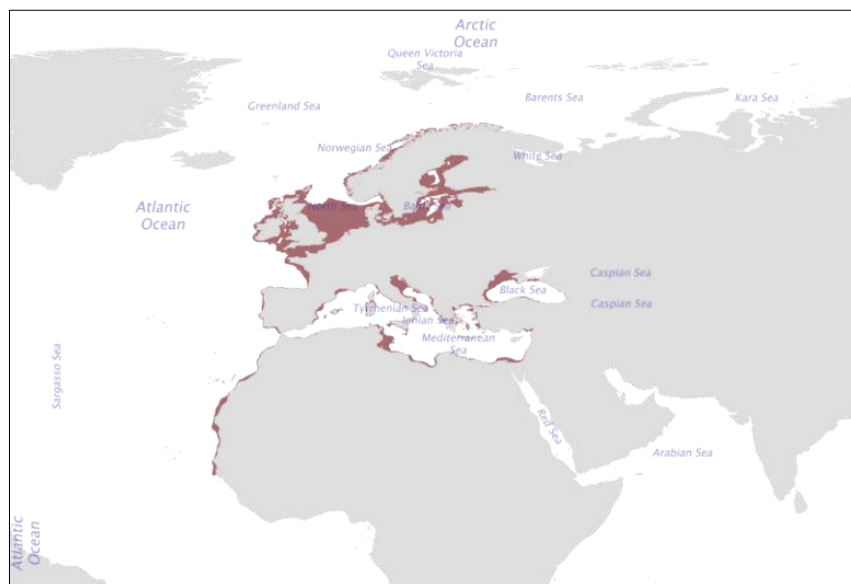 Arctic
Ocean
Queen Victoria
Sea
Greenland Sea
Barents Sea
Kara Sea
Norwegian Sea
White Sea
Atlantic
Ocean
North Sea
Baltic Sea
Caspian Sea
Black Sea
Caspian Sea
Tyrrhenian Sea
Ionian Sea
Mediterranean
Sea
Sargasso Sea
Red Sea
Arabian Sea
Atlantic
Ocean